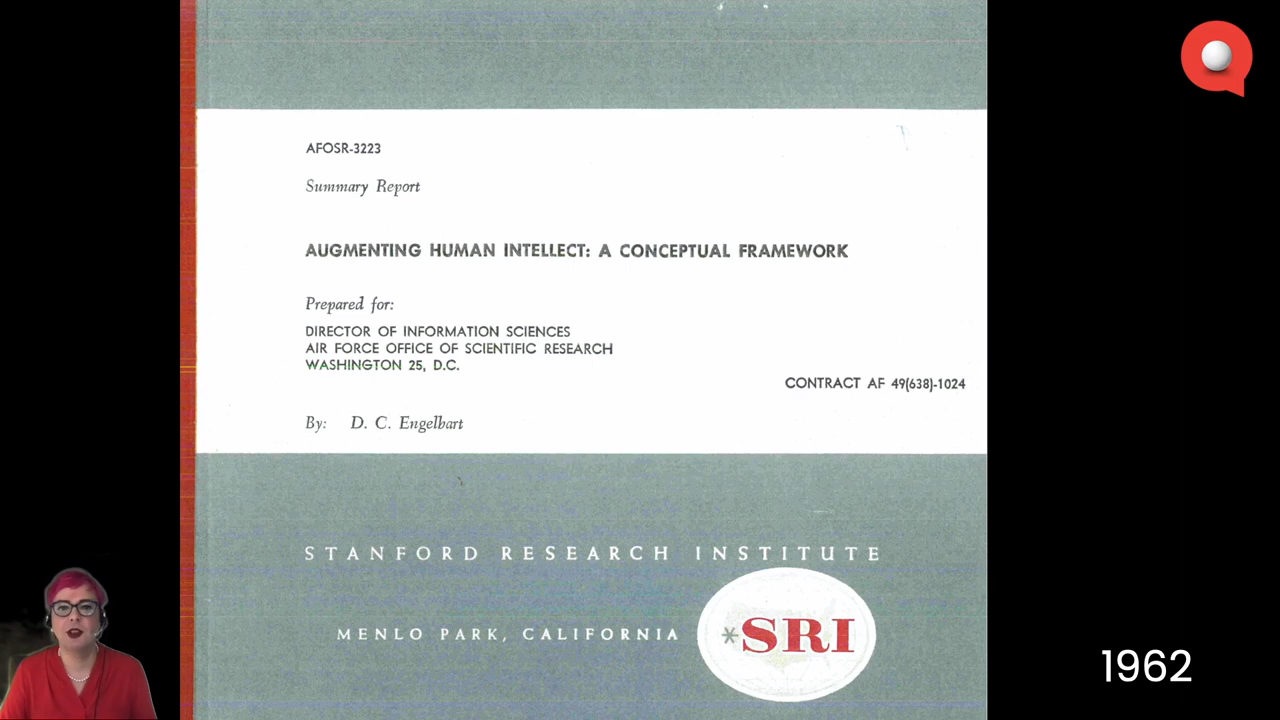 AFOSR-3223
Summary Report
AUGMENTING HUMAN INTELLECT: A CONCEPTUAL FRAMEWORK
Prepared for:
DIRECTOR OF INFORMATION SCIENCES
AIR FORCE OFFICE OF SCIENTIFIC RESEARCH
WASHINGTON 25, D.C.
CONTRACT AF 49(638)-1024
By: D. C. Engelbart
STANFORD RESEARCH INSTITUTE
MENLO PARK, CALIFORNIA
*SRI
1962